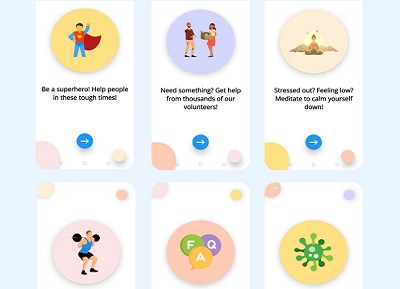 Be a superhero! Help people
in these tough times!
Need something? Get help
from thousands of our
volunteers!
Stressed out? Feeling low?
Meditate to calm yourself
down!
F
Q
A